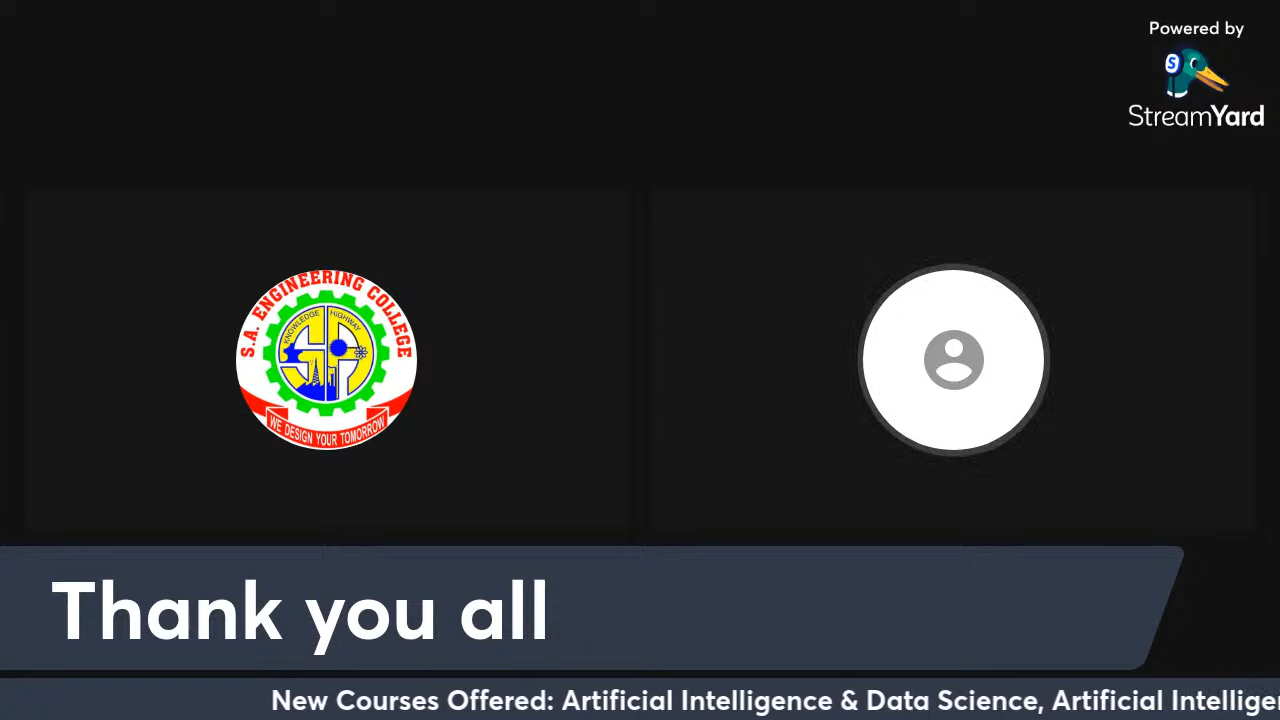 Powered by
StreamYard
S.A. ENGINEERING COLLEGE
KNOWLEDGE HIGHWAY
WE DESIGN YOUR TOMORROW
Thank you all
New Courses Offered: Artificial Intelligence & Data Science, Artificial